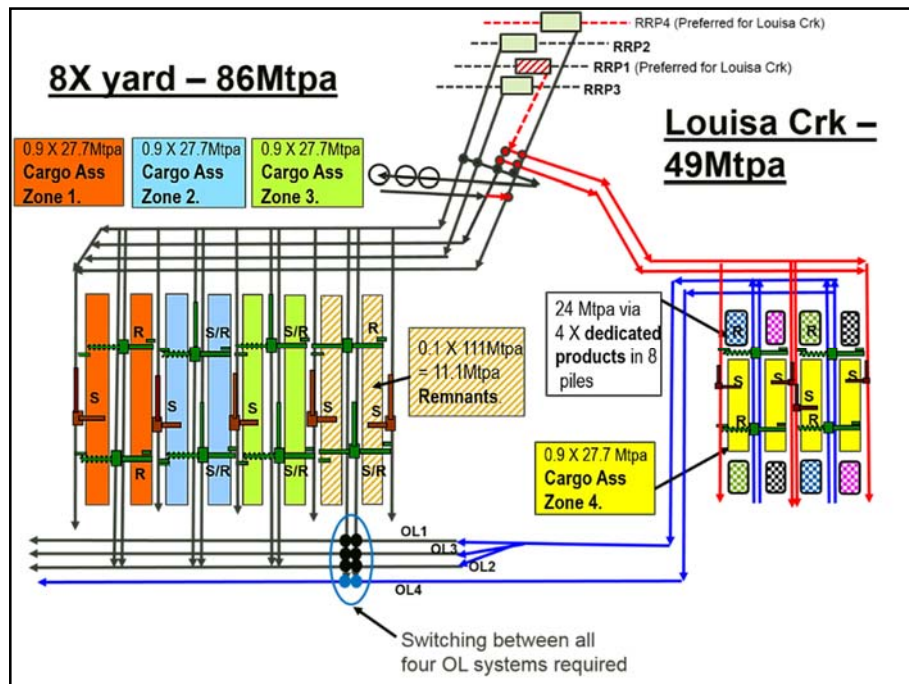 RRP4 (Preferred for Louisa Crk)
RRP2
RRP1 (Preferred for Louisa Crk)
RRP3
8X yard – 86Mtpa
Louisa Crk –
49Mtpa
0.9 X 27.7Mtpa
Cargo Ass
Zone 1.
0.9 X 27.7Mtpa
Cargo Ass
Zone 2.
0.9 X 27.7Mtpa
Cargo Ass
Zone 3.
24 Mtpa via
4 X dedicated
products in 8
piles
0.1 X 111Mtpa
= 11.1Mtpa
Remnants.
0.9 X 27.7 Mtpa
Cargo Ass
Zone 4.
R
S/R
S/R
R
S
S
S
S
R
S/R
S/R
S/R
R
R
S
S
S
S
R
R
OL1
OL3
OL2
OL4
Switching between all
four OL systems required